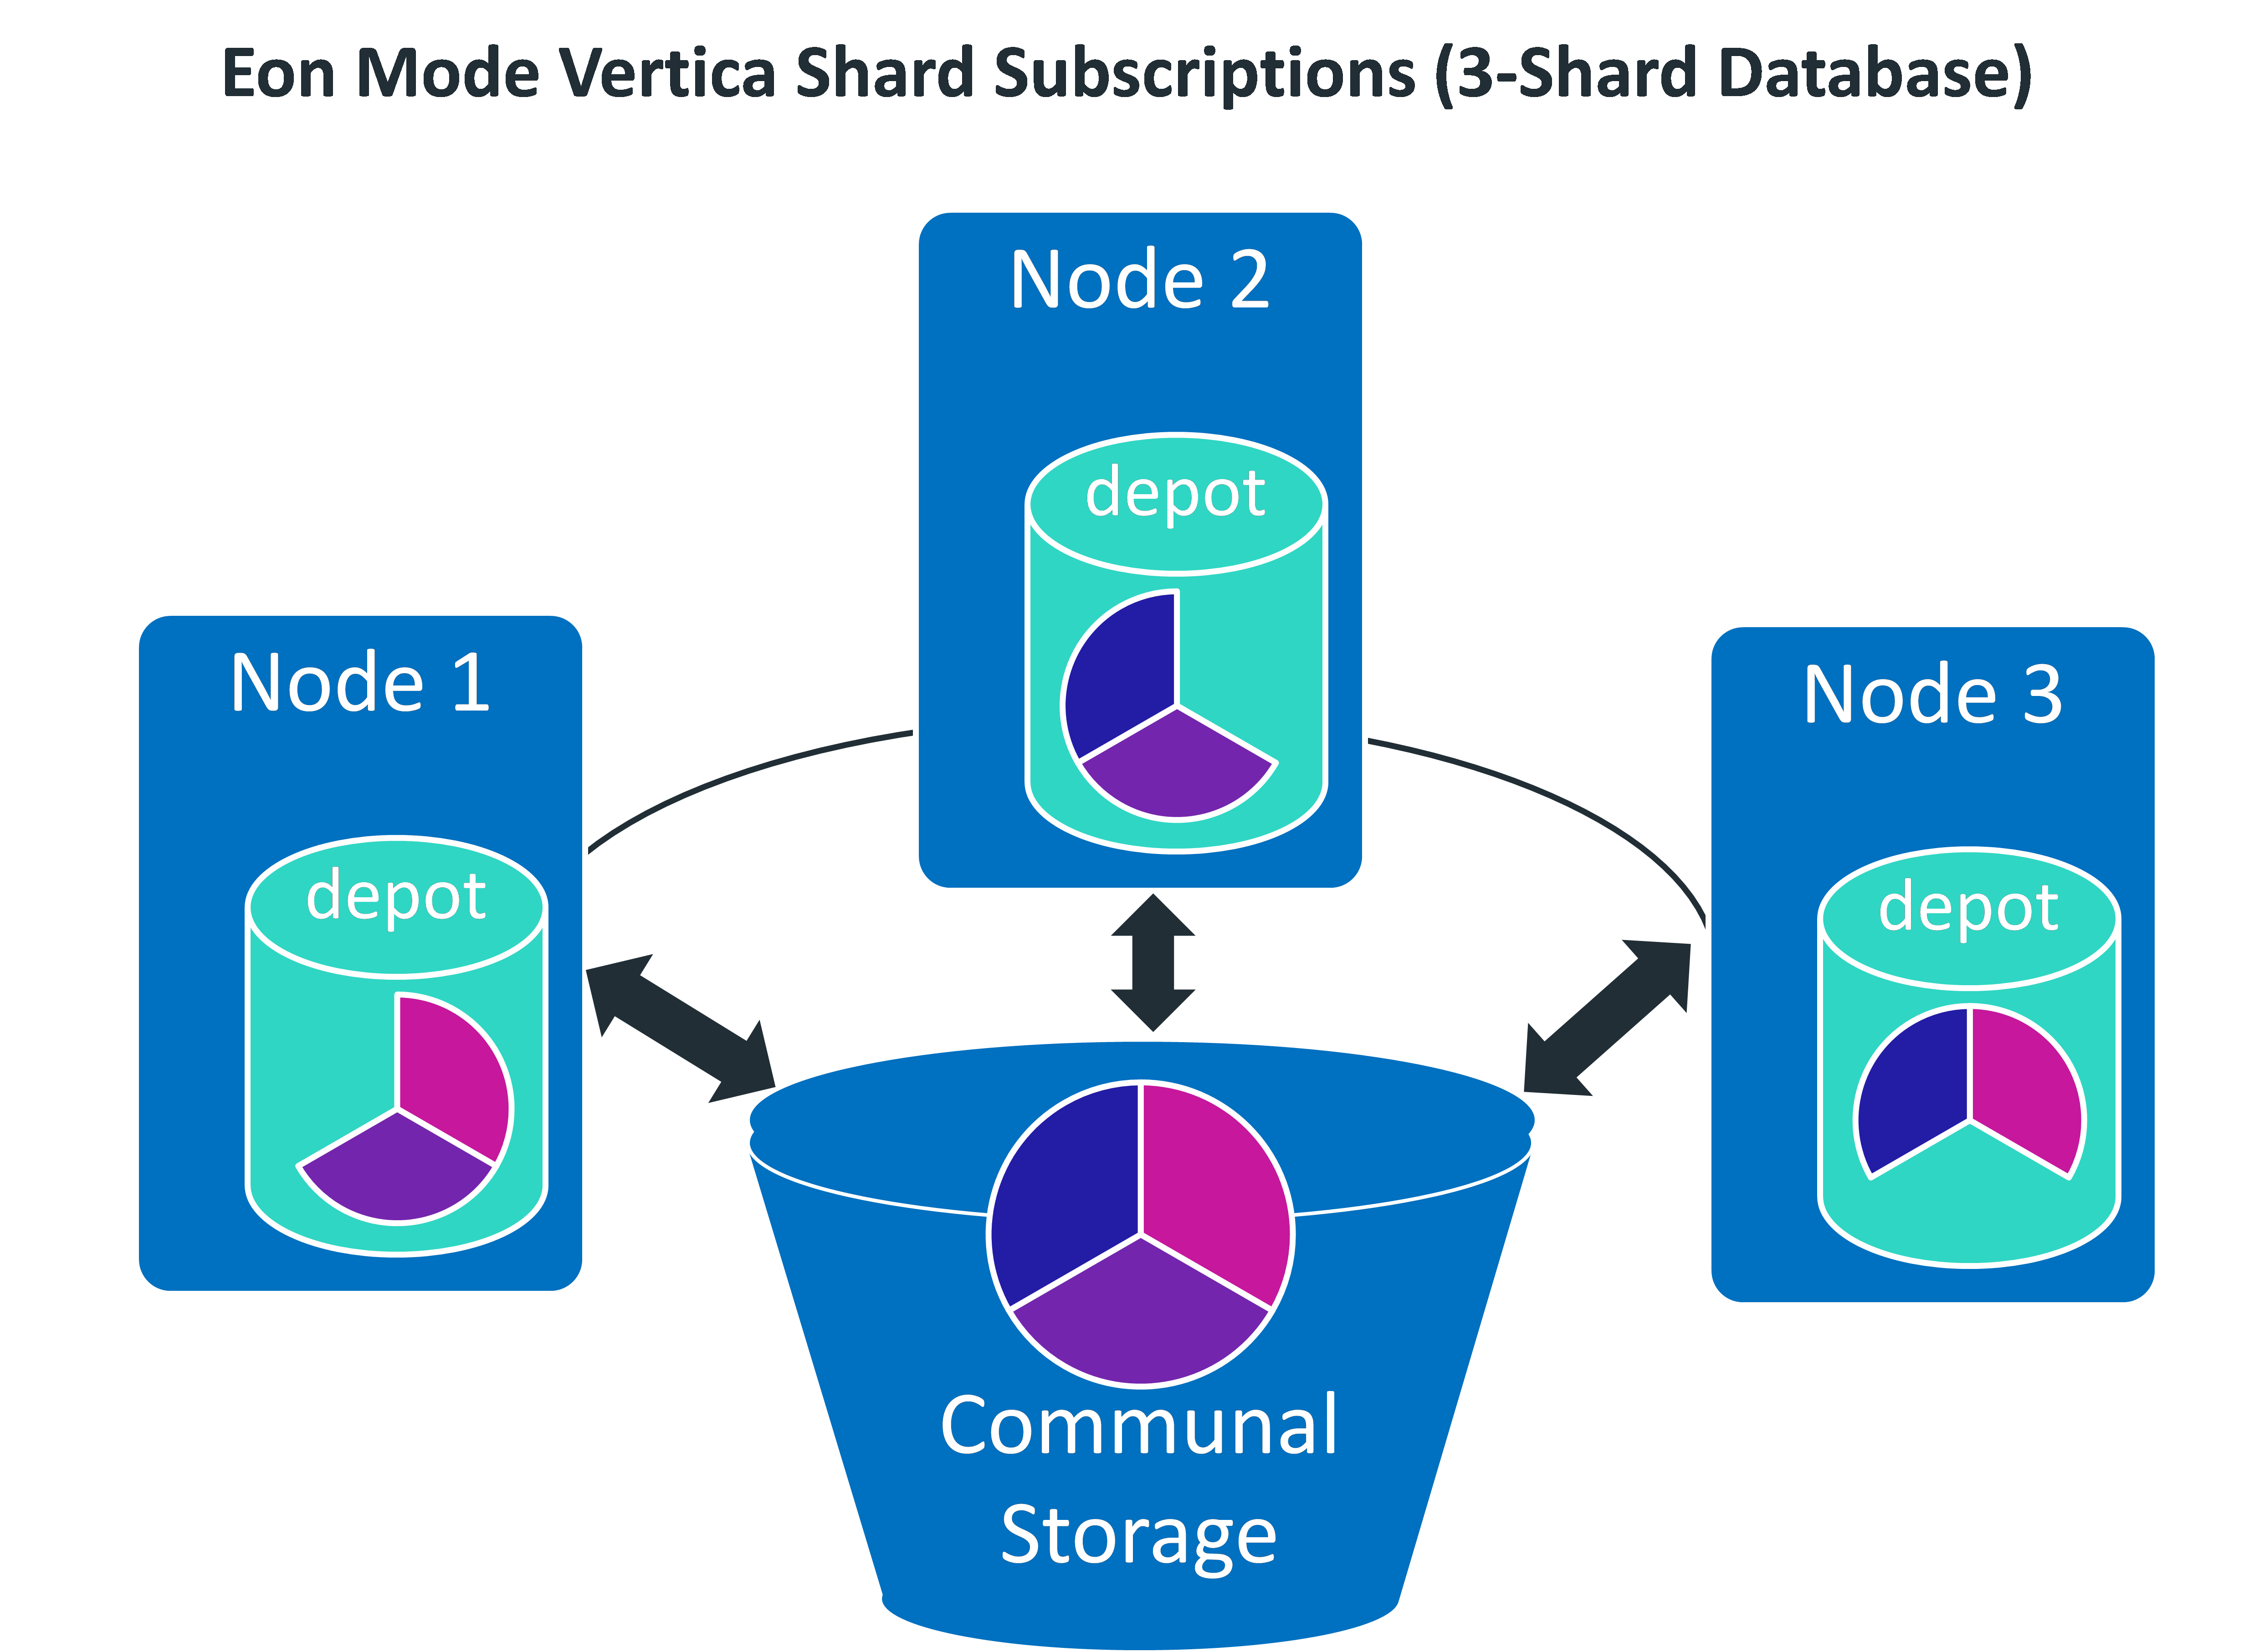 Eon Mode Vertica Shard Subscriptions (3-Shard Database)
Node 2
depot
Node 1
depot
Node 3
depot
Communal
Storage